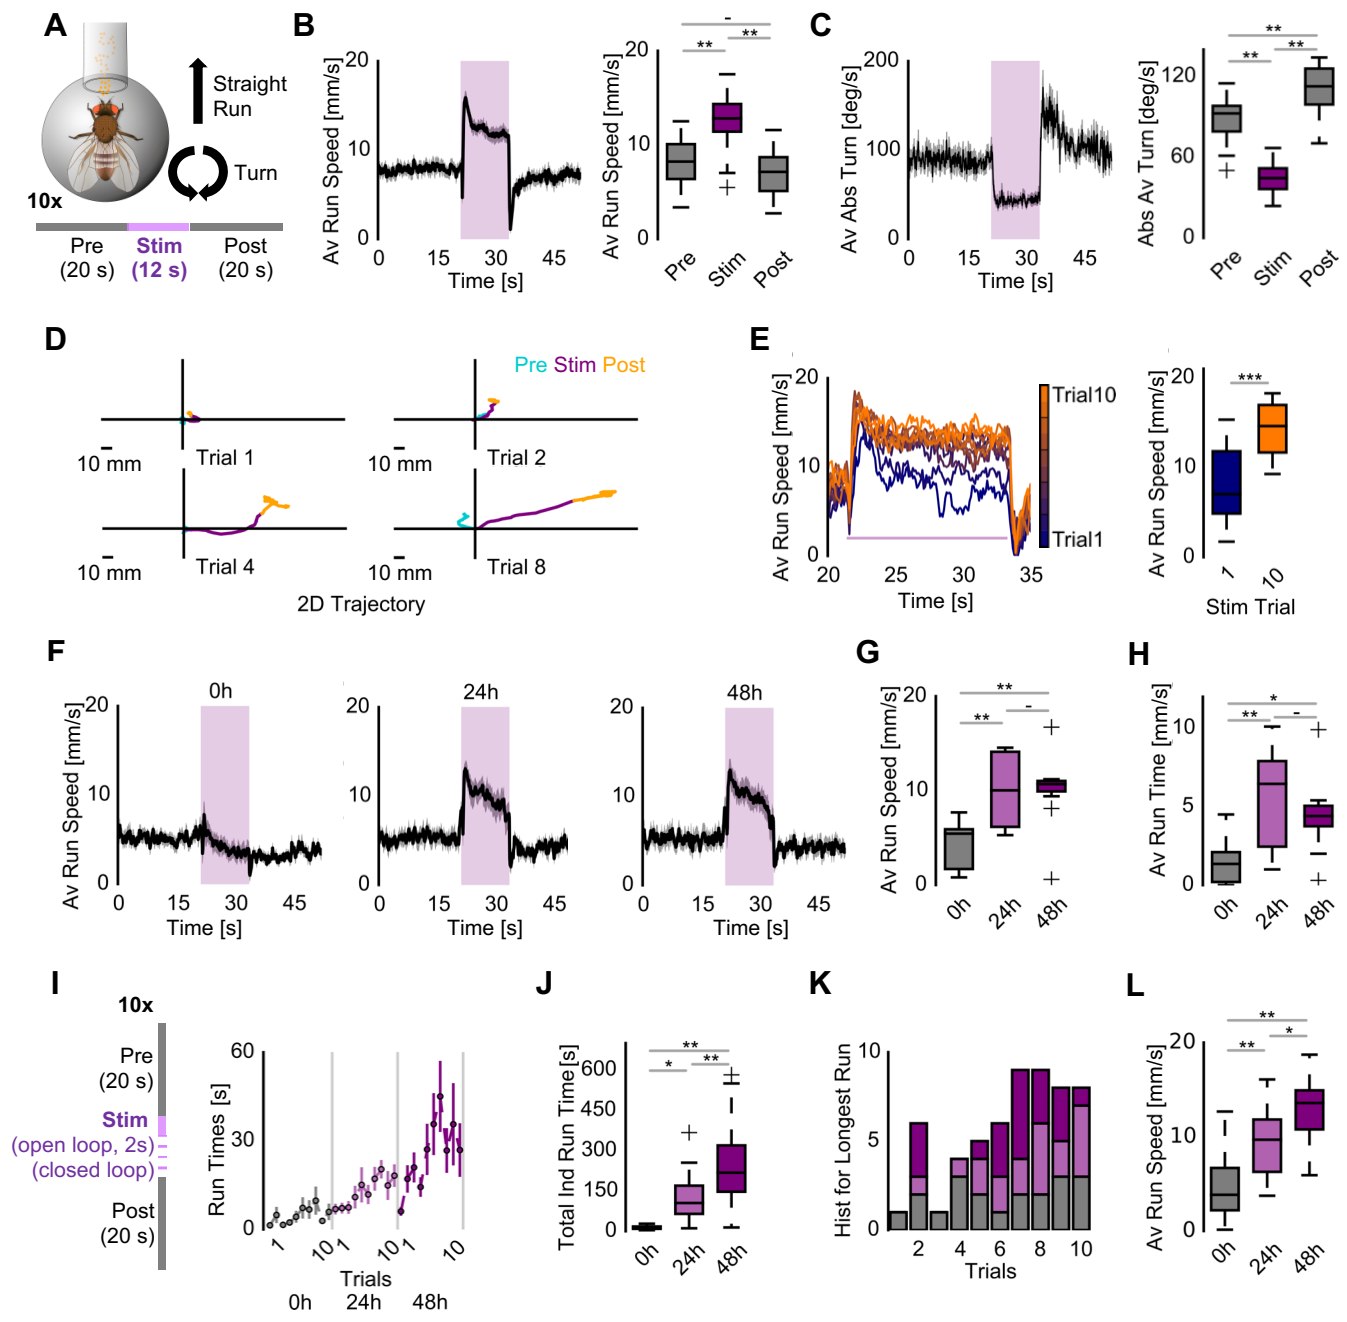 A
Straight
Run
Turn
10x
Pre
(20 s)
Stim
(12 s)
Post
(20 s)
B
Av Run Speed [mm/s]
20
10
0
0 15 30 45
Time [s]
Av Run Speed [mm/s]
20
10
0
-
** **
Pre
Stim
Post
C
Av Abs Turn [deg/s]
200
100
0
0 15 30 45
Time [s]
Abs Av Turn [deg/s]
120
60
0
**
** **
Pre
Stim
Post
D
Pre Stim Post
10 mm Trial 1
10 mm Trial 2
10 mm Trial 4
10 mm Trial 8
2D Trajectory
E
Av Run Speed [mm/s]
20
10
0
20 25 30 35
Time [s]
Trial10
Trial1
Av Run Speed [mm/s]
20
10
0
***
1 10
Stim Trial
F
Av Run Speed [mm/s]
0h
20
10
0
0 15 30 45
Time [s]
24h
20
10
0
0 15 30 45
Time [s]
48h
20
10
0
0 15 30 45
Time [s]
G
Av Run Speed [mm/s]
20
10
0
**
** -
0h
24h
48h
H
Av Run Time [mm/s]
10
5
0
*
** -
0h
24h
48h
I
10x
Pre
(20 s)
Stim
(open loop, 2s)
(closed loop)
Post
(20 s)
Run Times [s]
60
30
0
1 10 1 10 1 10
Trials
0h 24h 48h
J
Total Ind Run Time [s]
600
450
300
150
0
**
* **
0h
24h
48h
K
Hist for Longest Run
10
5
0
2 4 6 8 10
Trials
L
Av Run Speed [mm/s]
20
10
0
**
** *
0h
24h
48h